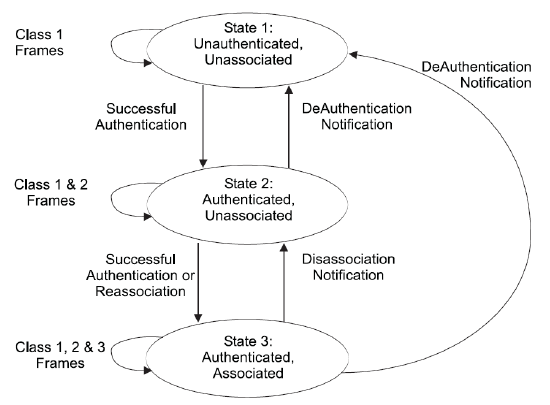 Class 1
Frames
State 1:
Unauthenticated,
Unassociated
DeAuthentication
Notification
Successful
Authentication
DeAuthentication
Notification
Class 1 & 2
Frames
State 2:
Authenticated,
Unassociated
Successful
Authentication or
Reassociation
Disassociation
Notification
Class 1, 2 & 3
Frames
State 3:
Authenticated,
Associated